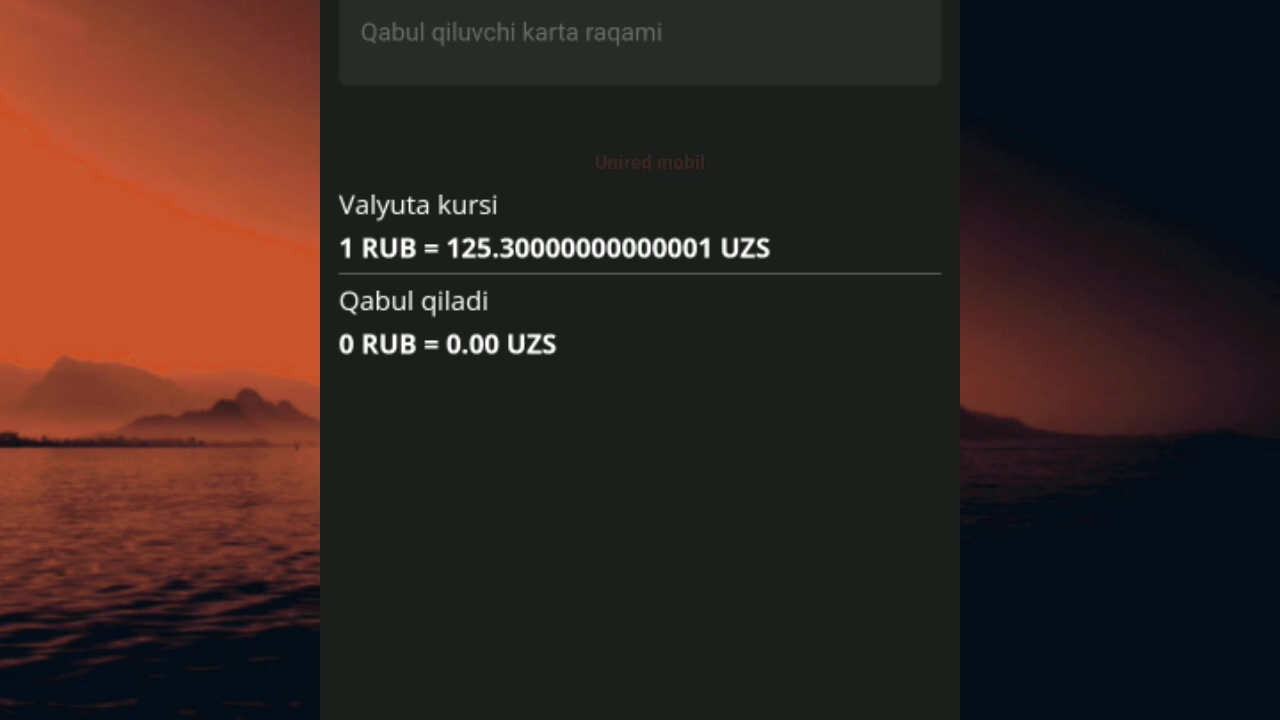 Qabul qiluvchi karta raqami
Unired mobil
Valyuta kursi
1 RUB = 125.30000000000001 UZS
Qabul qiladi
0 RUB = 0.00 UZS